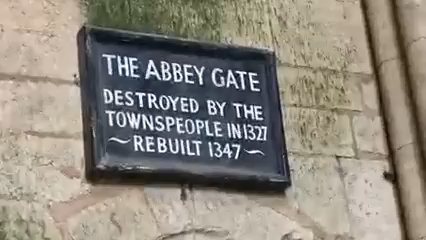 THE ABBEY GATE
DESTROYED BY THE
TOWNSPEOPLE IN 1327
~ REBUILT 1347 ~